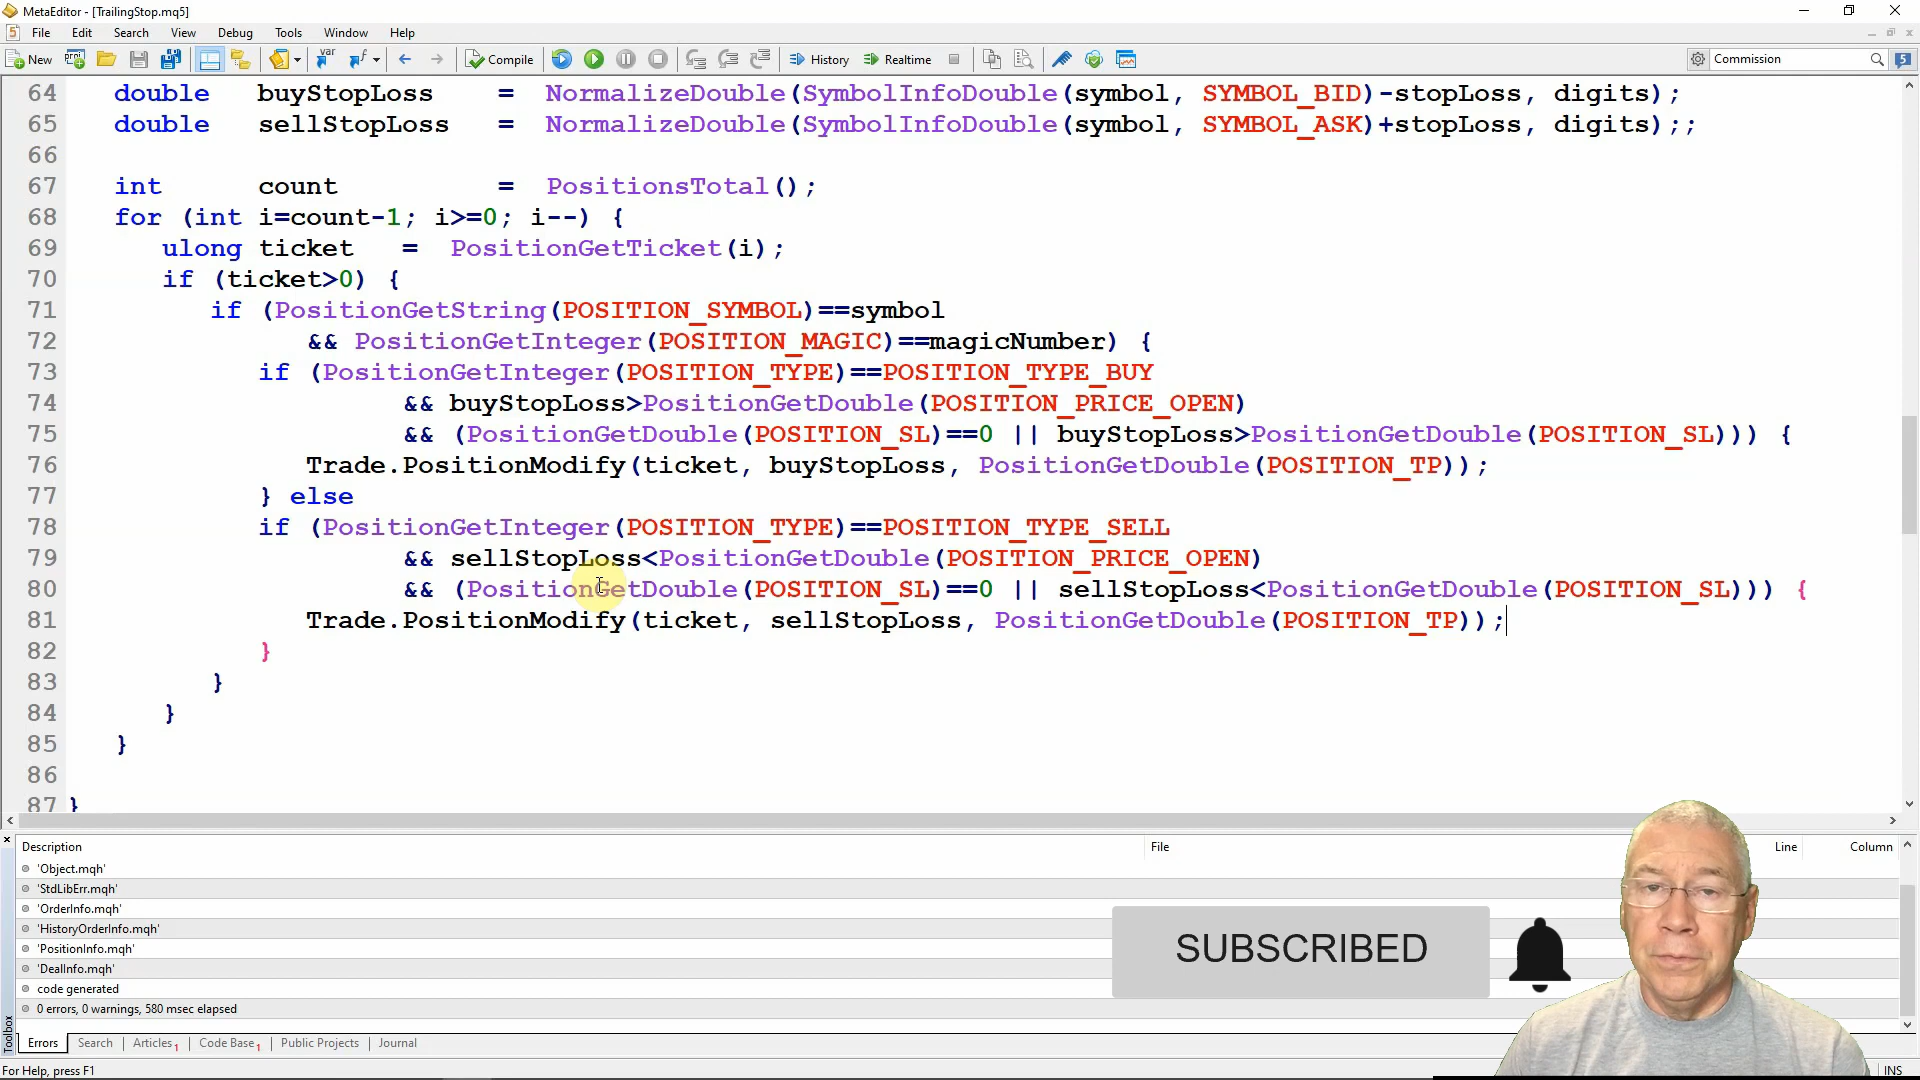 MetaEditor - [TrailingStop.mq5]
File Edit Search View Debug Tools Window Help
New Compile History Realtime Commission
64 double buyStopLoss = NormalizeDouble(SymbolInfoDouble(symbol, SYMBOL_BID)-stopLoss, digits);
65 double sellStopLoss = NormalizeDouble(SymbolInfoDouble(symbol, SYMBOL_ASK)+stopLoss, digits);;
66
67 int count = PositionsTotal();
68 for (int i=count-1; i>=0; i--) {
69 ulong ticket = PositionGetTicket(i);
70 if (ticket>0) {
71 if (PositionGetString(POSITION_SYMBOL)==symbol
72 && PositionGetInteger(POSITION_MAGIC)==magicNumber) {
73 if (PositionGetInteger(POSITION_TYPE)==POSITION_TYPE_BUY
74 && buyStopLoss>PositionGetDouble(POSITION_PRICE_OPEN)
75 && (PositionGetDouble(POSITION_SL)==0 || buyStopLoss>PositionGetDouble(POSITION_SL))) {
76 Trade.PositionModify(ticket, buyStopLoss, PositionGetDouble(POSITION_TP));
77 } else
78 if (PositionGetInteger(POSITION_TYPE)==POSITION_TYPE_SELL
79 && sellStopLoss<PositionGetDouble(POSITION_PRICE_OPEN)
80 && (PositionGetDouble(POSITION_SL)==0 || sellStopLoss<PositionGetDouble(POSITION_SL))) {
81 Trade.PositionModify(ticket, sellStopLoss, PositionGetDouble(POSITION_TP));
82 }
83 }
84 }
85 }
86
87 }
Description File Line Column
'Object.mqh'
'StdLibErr.mqh'
'OrderInfo.mqh'
'HistoryOrderInfo.mqh'
'PositionInfo.mqh'
'DealInfo.mqh'
code generated
0 errors, 0 warnings, 580 msec elapsed
SUBSCRIBED
Toolbox
Errors Search Articles 1 Code Base 1 Public Projects Journal
For Help, press F1 INS